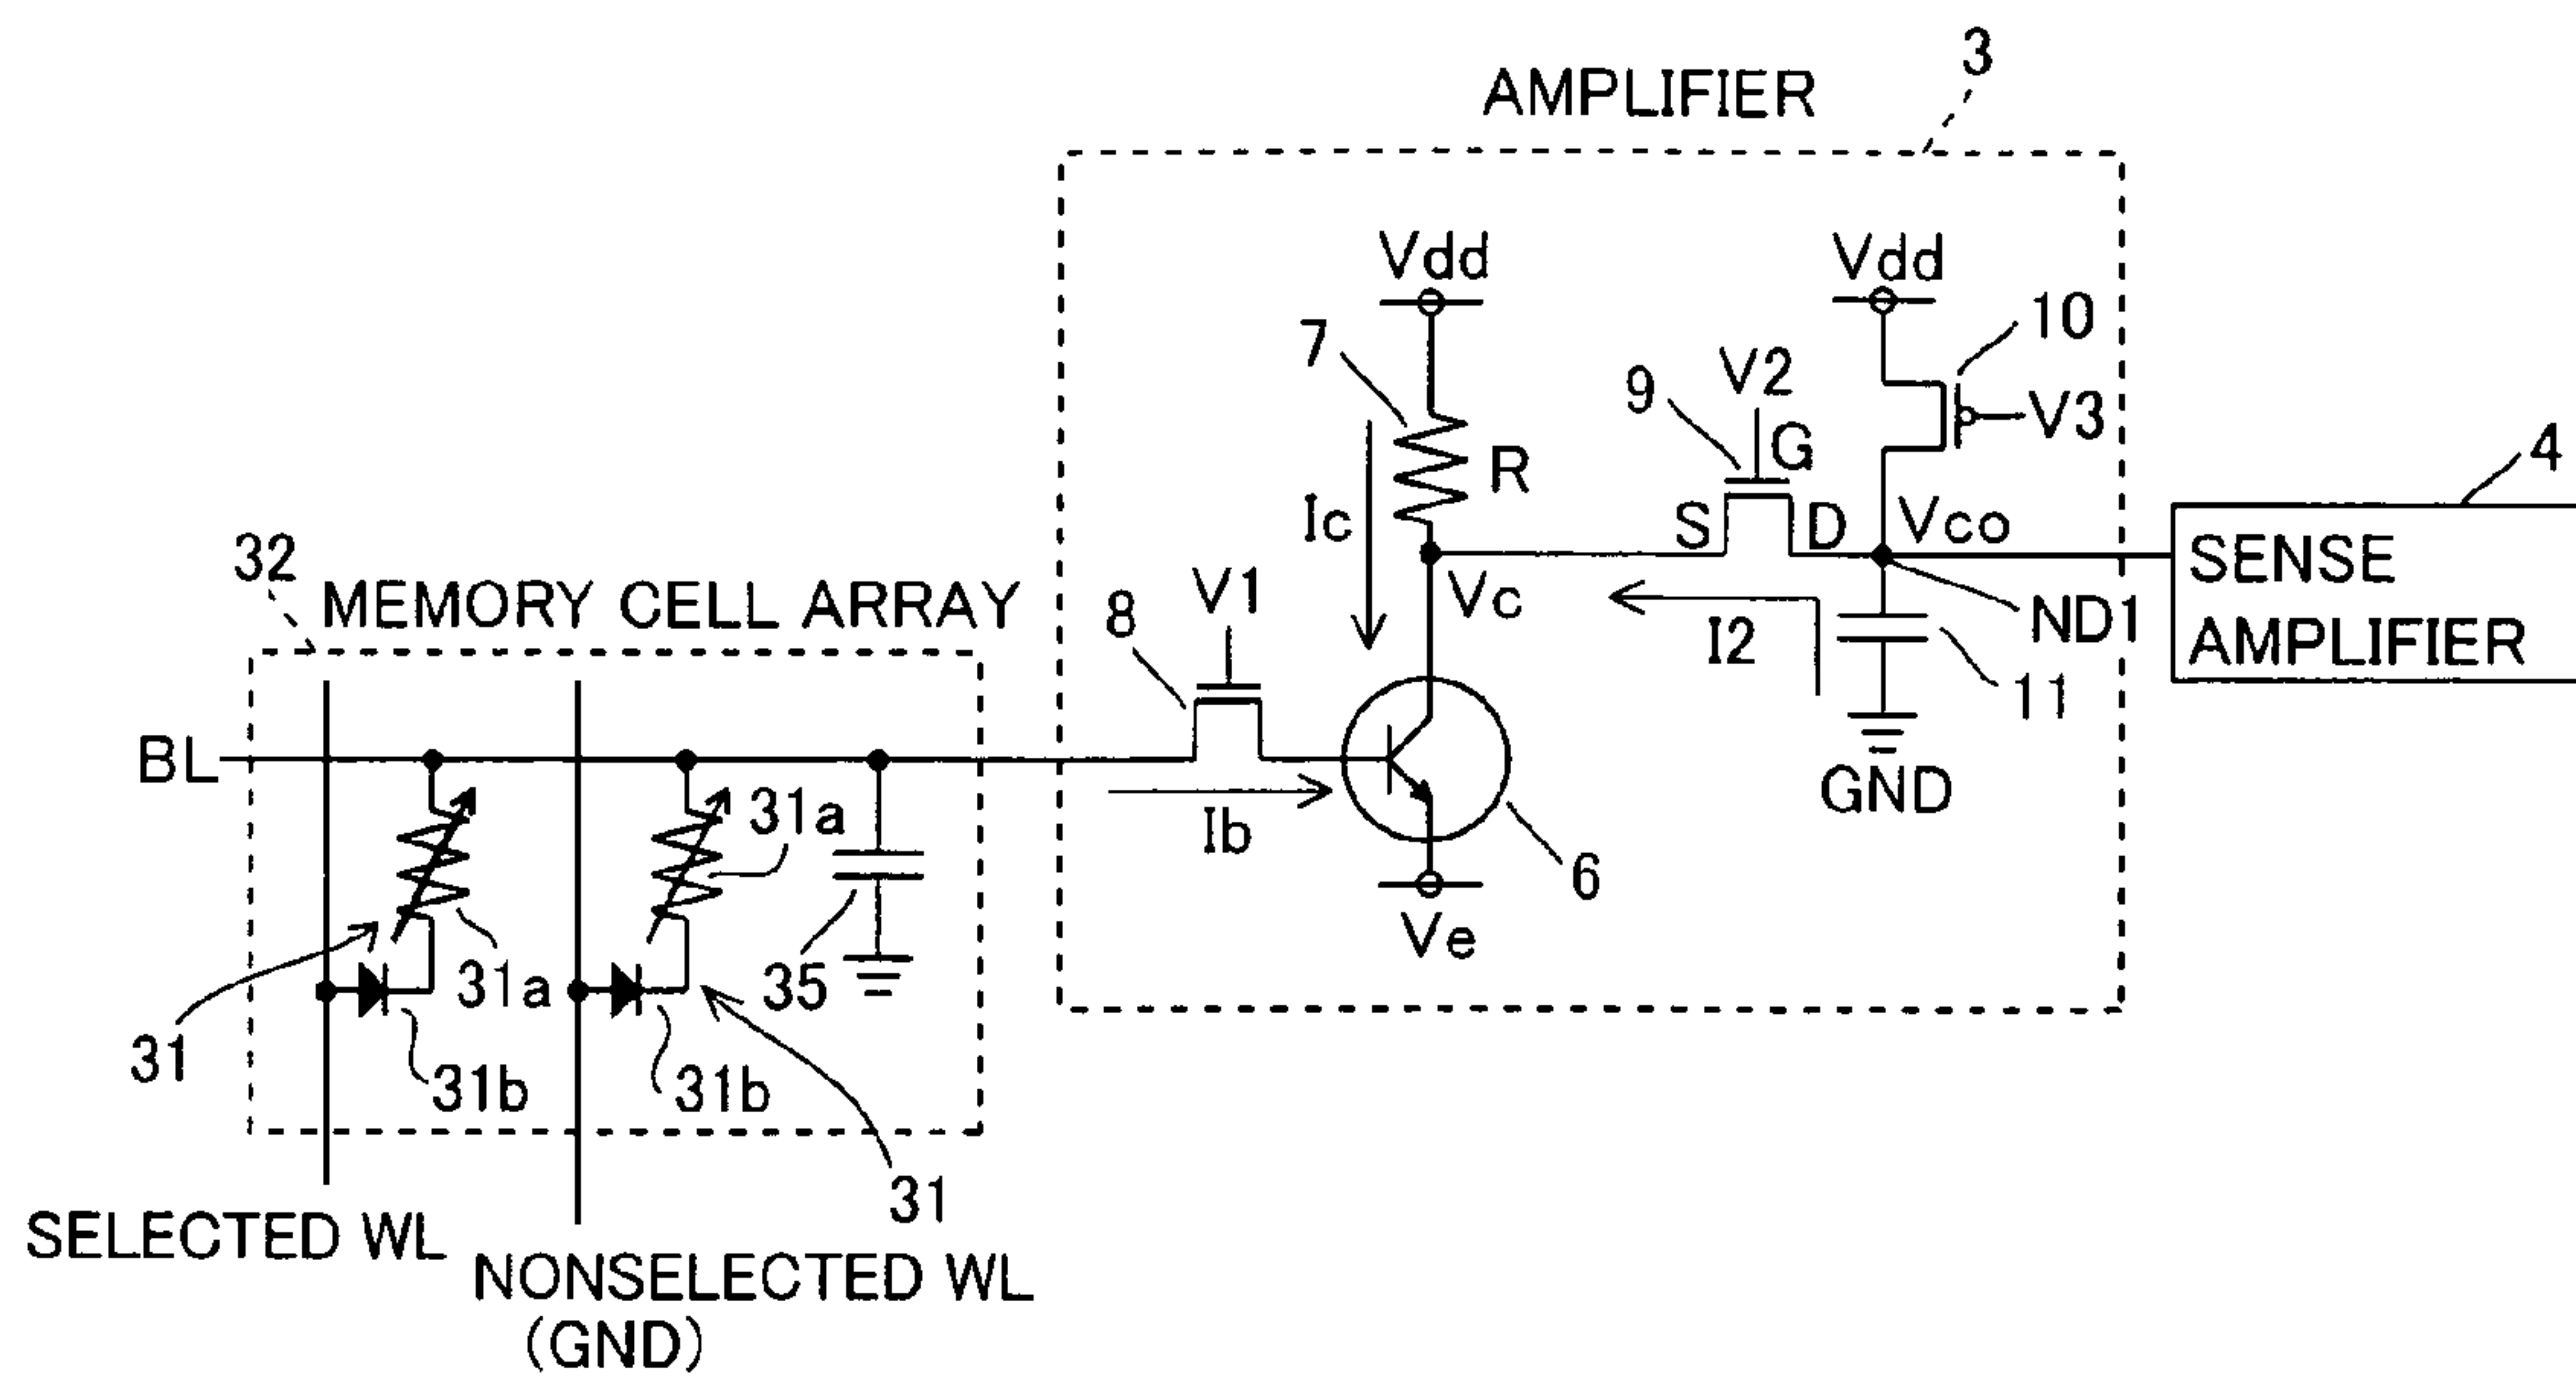 3
AMPLIFIER
Vdd
Vdd
10
7
V2
9
G
V3
R
4
Ic
S
D
Vco
SENSE
AMPLIFIER
32
MEMORY CELL ARRAY
V1
8
Vc
I2
ND1
11
BL
GND
31a
Ib
6
35
Ve
31a
31
31b
31b
31
SELECTED WL
NONSELECTED WL
(GND)